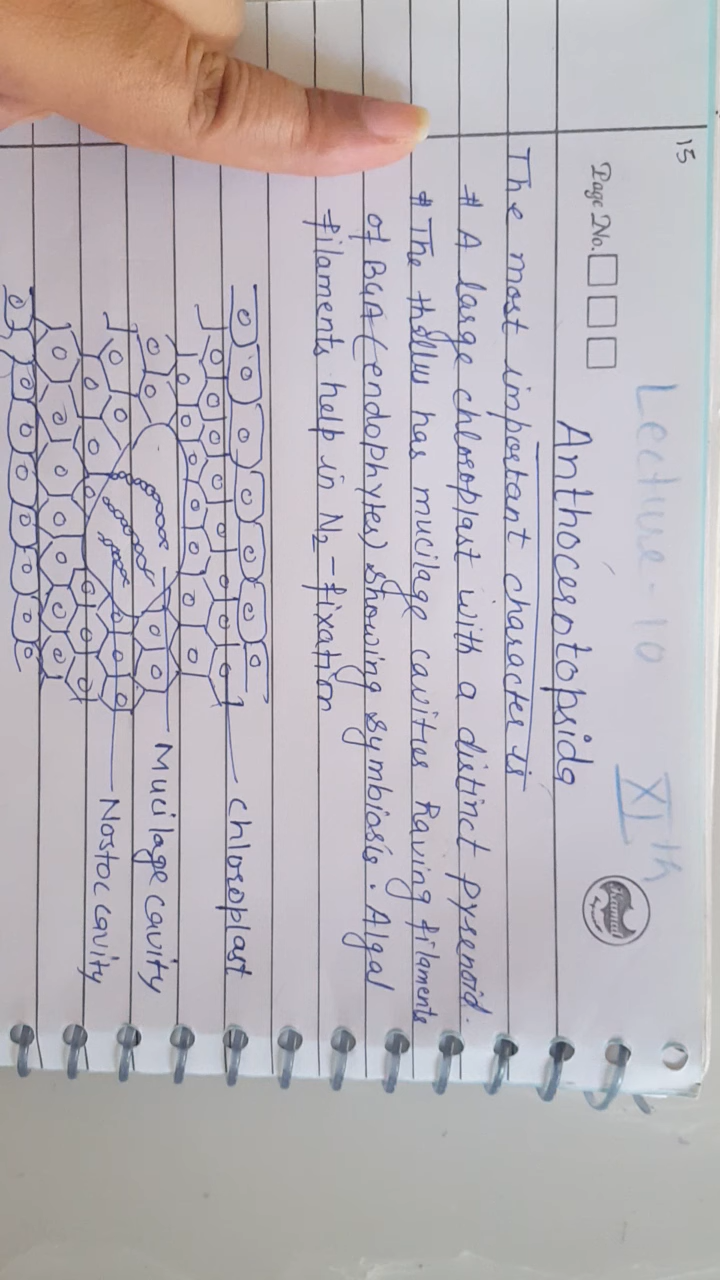 15
Lecture-10 XIth
Page No.
Kamal
Anthocerotopsida
The most important character is
# A large chloroplast with a distinct pyrenoid.
# The thallus has mucilage cavities having filaments
of BGA (endophytes) showing symbiosis. Algal
filaments help in N2-fixation
Chloroplast
Mucilage cavity
Nostoc cavity